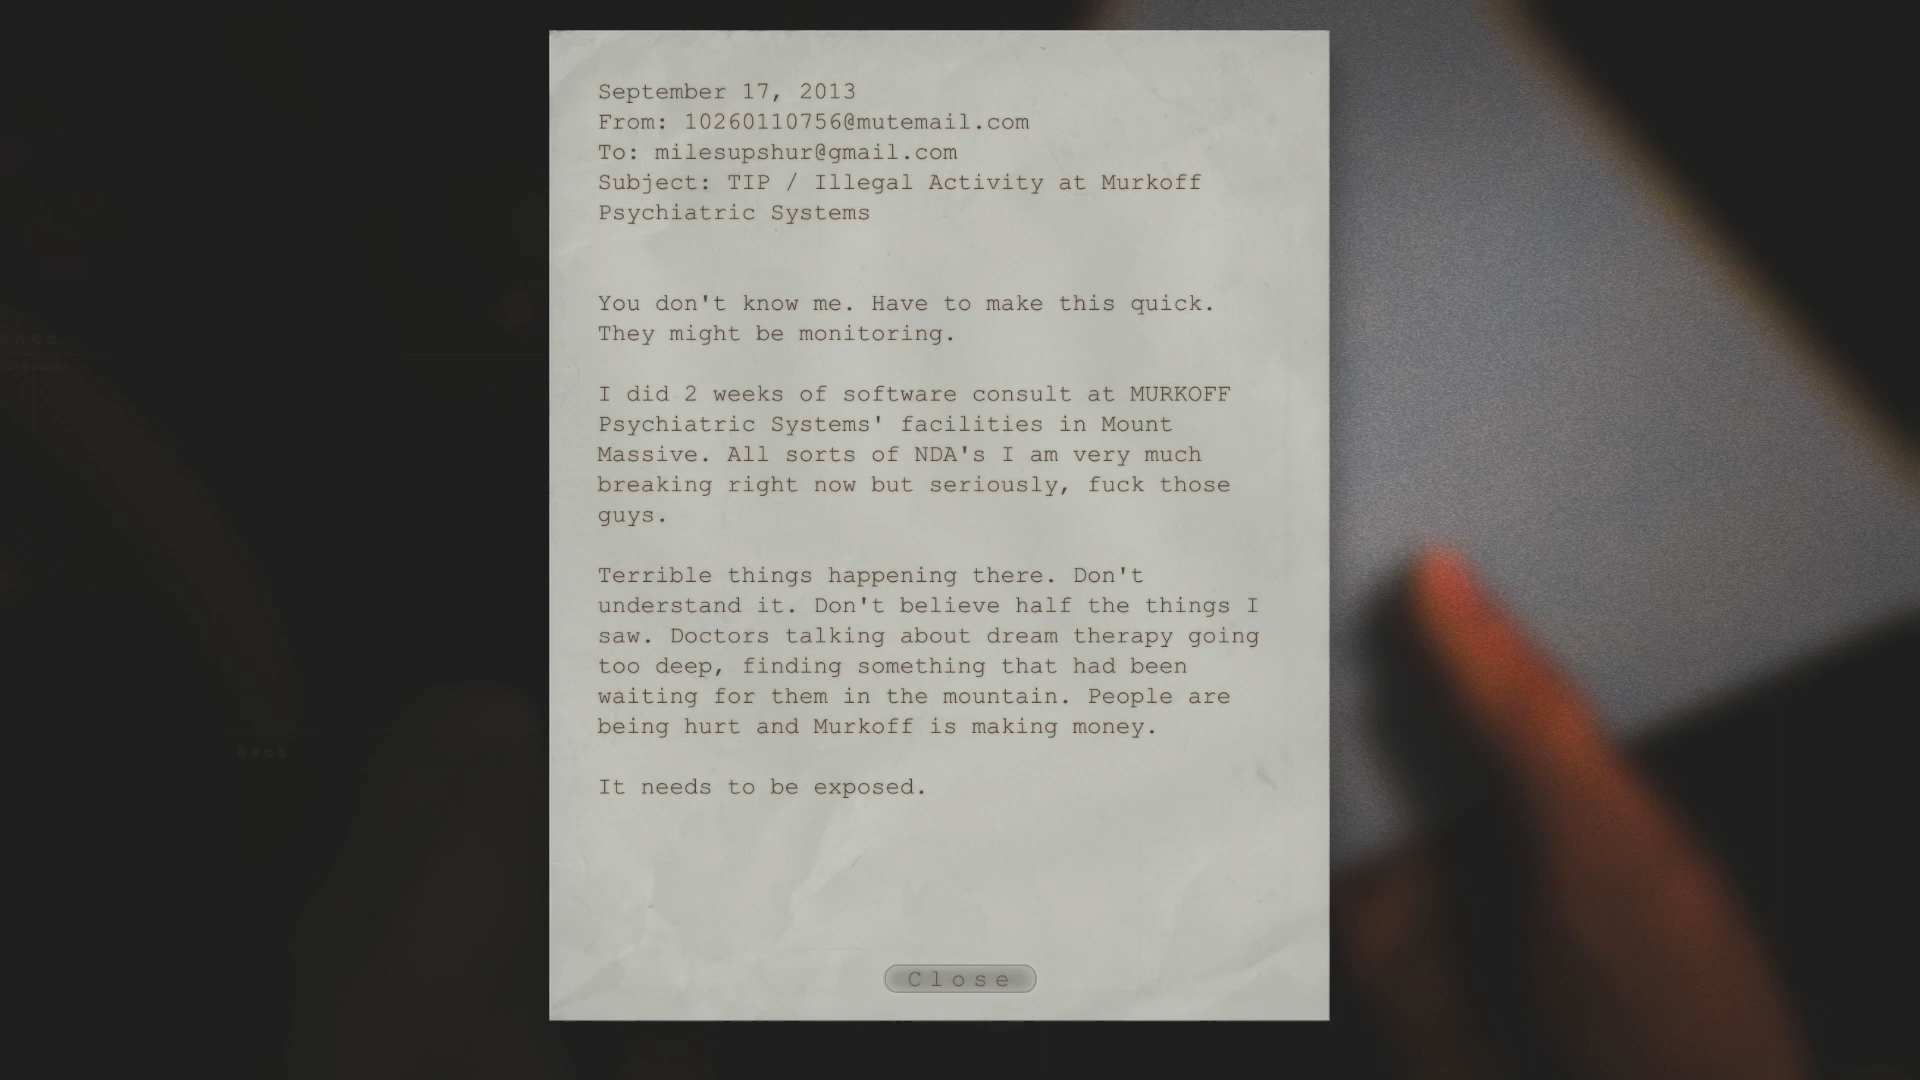 September 17, 2013
From: 10260110756@mutemail.com
To: milesupshur@gmail.com
Subject: TIP / Illegal Activity at Murkoff
Psychiatric Systems
You don't know me. Have to make this quick.
They might be monitoring.
I did 2 weeks of software consult at MURKOFF
Psychiatric Systems' facilities in Mount
Massive. All sorts of NDA's I am very much
breaking right now but seriously, fuck those
guys.
Terrible things happening there. Don't
understand it. Don't believe half the things I
saw. Doctors talking about dream therapy going
too deep, finding something that had been
waiting for them in the mountain. People are
being hurt and Murkoff is making money.
It needs to be exposed.
Back
Close